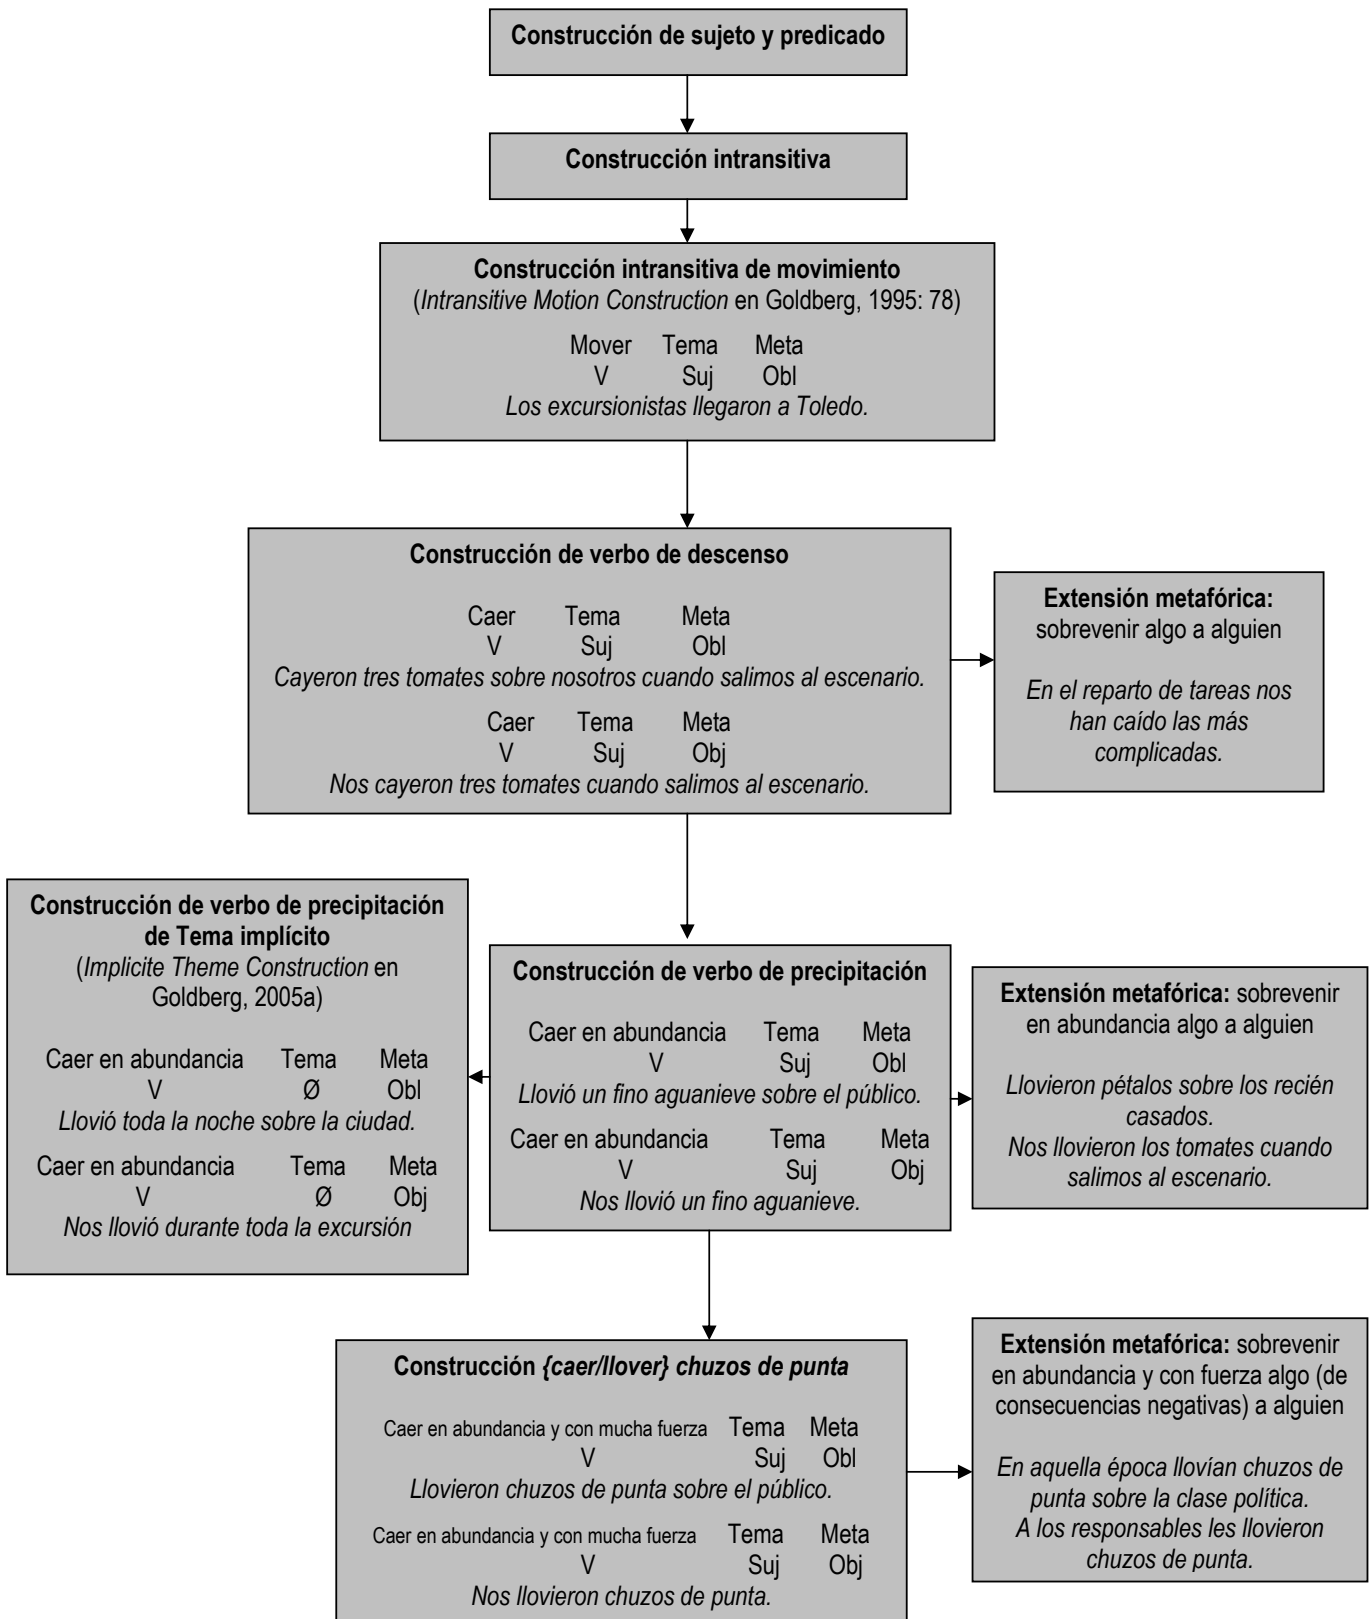 Construcción de sujeto y predicado
Construcción intransitiva
Construcción intransitiva de movimiento
(Intransitive Motion Construction en Goldberg, 1995: 78)
Mover Tema Meta
V Suj Obl
Los excursionistas llegaron a Toledo.
Construcción de verbo de descenso
Caer Tema Meta
V Suj Obl
Cayeron tres tomates sobre nosotros cuando salimos al escenario.
Caer Tema Meta
V Suj Obj
Nos cayeron tres tomates cuando salimos al escenario.
Extensión metafórica:
sobrevenir algo a alguien
En el reparto de tareas nos
han caído las más
complicadas.
Construcción de verbo de precipitación
de Tema implícito
(Implicite Theme Construction en
Goldberg, 2005a)
Caer en abundancia Tema Meta
V Ø Obl
Llovió toda la noche sobre la ciudad.
Caer en abundancia Tema Meta
V Ø Obj
Nos llovió durante toda la excursión
Construcción de verbo de precipitación
Caer en abundancia Tema Meta
V Suj Obl
Llovió un fino aguanieve sobre el público.
Caer en abundancia Tema Meta
V Suj Obj
Nos llovió un fino aguanieve.
Extensión metafórica: sobrevenir
en abundancia algo a alguien
Llovieron pétalos sobre los recién
casados.
Nos llovieron los tomates cuando
salimos al escenario.
Construcción {caer/llover} chuzos de punta
Caer en abundancia y con mucha fuerza Tema Meta
V Suj Obl
Llovieron chuzos de punta sobre el público.
Caer en abundancia y con mucha fuerza Tema Meta
V Suj Obj
Nos llovieron chuzos de punta.
Extensión metafórica: sobrevenir
en abundancia y con fuerza algo (de
consecuencias negativas) a alguien
En aquella época llovían chuzos de
punta sobre la clase política.
A los responsables les llovieron
chuzos de punta.